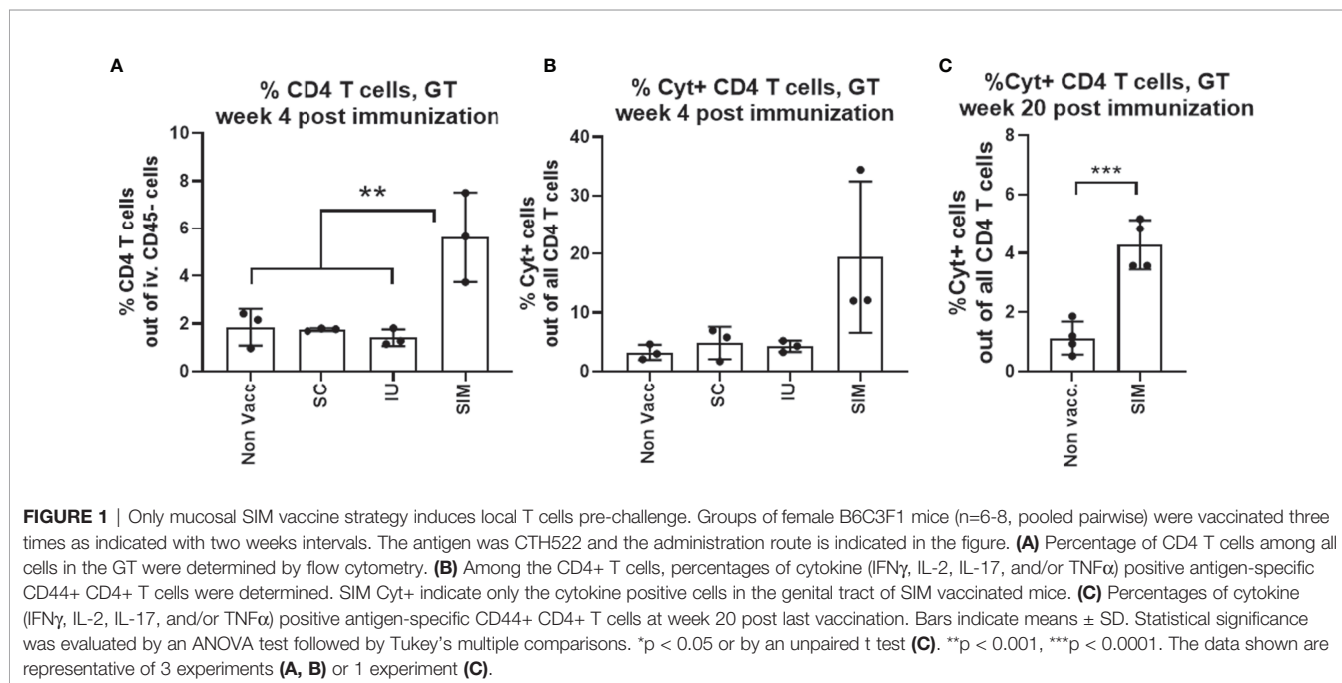 A
% CD4 T cells, GT
week 4 post immunization
% CD4 T cells
out of iv. CD45- cells
10
8
6
4
2
0
**
Non Vacc
SC
IU
SIM
B
% Cyt+ CD4 T cells, GT
week 4 post immunization
% Cyt+ cells
out of all CD4 T cells
40
30
20
10
0
Non Vacc
SC
IU
SIM
C
%Cyt+ CD4 T cells, GT
week 20 post immunization
%Cyt+ cells
out of all CD4 T cells
8
6
4
2
0
***
Non vacc.
SIM
FIGURE 1 | Only mucosal SIM vaccine strategy induces local T cells pre-challenge. Groups of female B6C3F1 mice (n=6-8, pooled pairwise) were vaccinated three
times as indicated with two weeks intervals. The antigen was CTH522 and the administration route is indicated in the figure. (A) Percentage of CD4 T cells among all
cells in the GT were determined by flow cytometry. (B) Among the CD4+ T cells, percentages of cytokine (IFNγ, IL-2, IL-17, and/or TNFα) positive antigen-specific
CD44+ CD4+ T cells were determined. SIM Cyt+ indicate only the cytokine positive cells in the genital tract of SIM vaccinated mice. (C) Percentages of cytokine
(IFNγ, IL-2, IL-17, and/or TNFα) positive antigen-specific CD44+ CD4+ T cells at week 20 post last vaccination. Bars indicate means ± SD. Statistical significance
was evaluated by an ANOVA test followed by Tukey’s multiple comparisons. *p < 0.05 or by an unpaired t test (C). **p < 0.001, ***p < 0.0001. The data shown are
representative of 3 experiments (A, B) or 1 experiment (C).